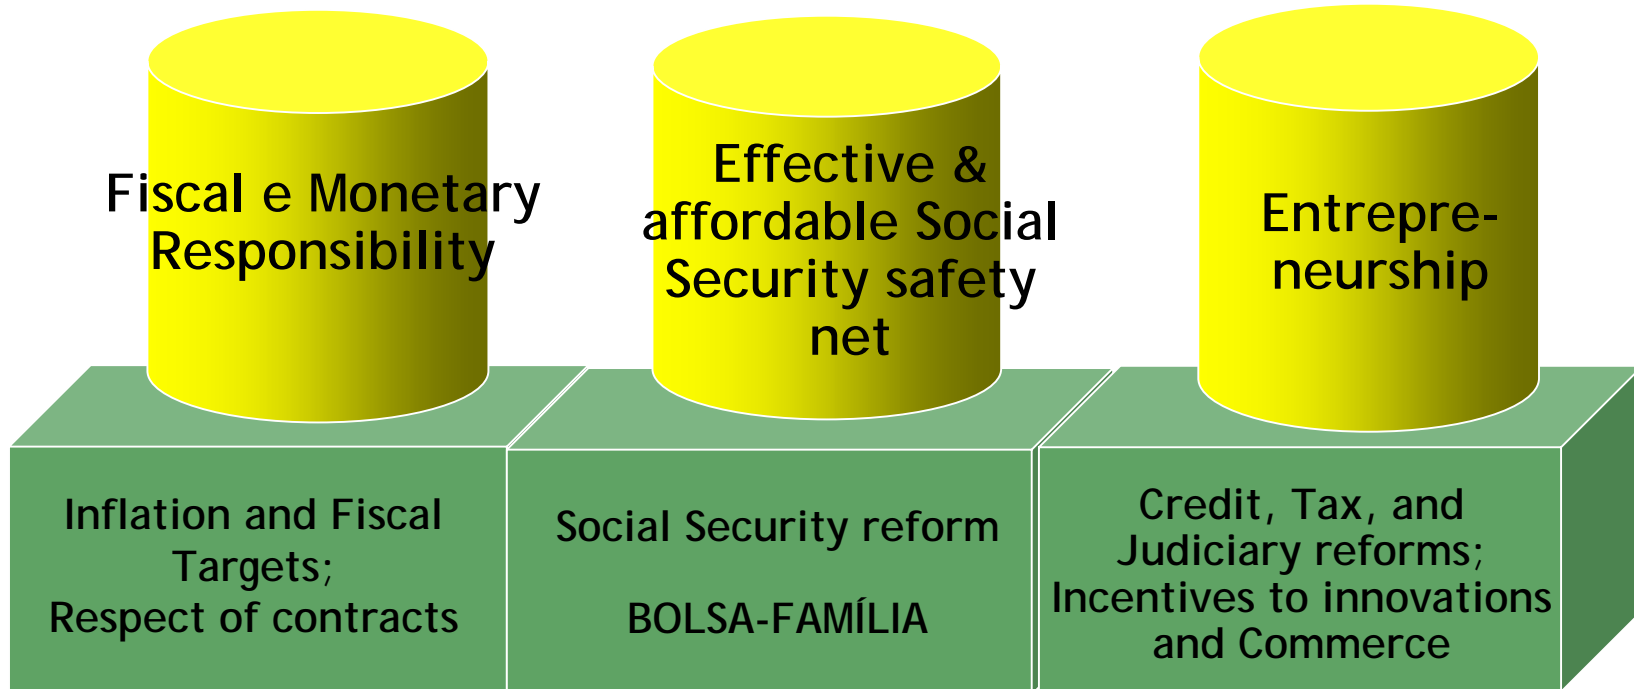 Fiscal e Monetary
Responsibility
Effective &
affordable Social
Security safety
net
Entrepre-
neurship
Inflation and Fiscal
Targets;
Respect of contracts
Social Security reform
BOLSA-FAMÍLIA
Credit, Tax, and
Judiciary reforms;
Incentives to innovations
and Commerce